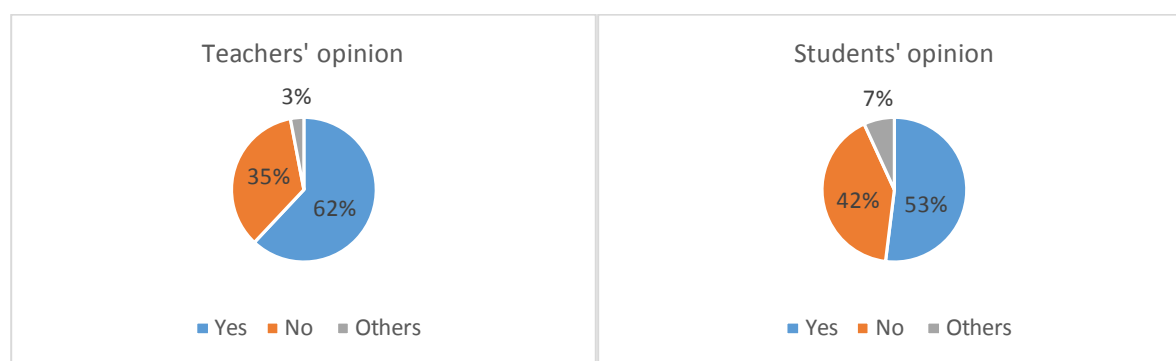 Teachers' opinion
3%
35%
62%
Yes No Others
Students' opinion
7%
42%
53%
Yes No Others